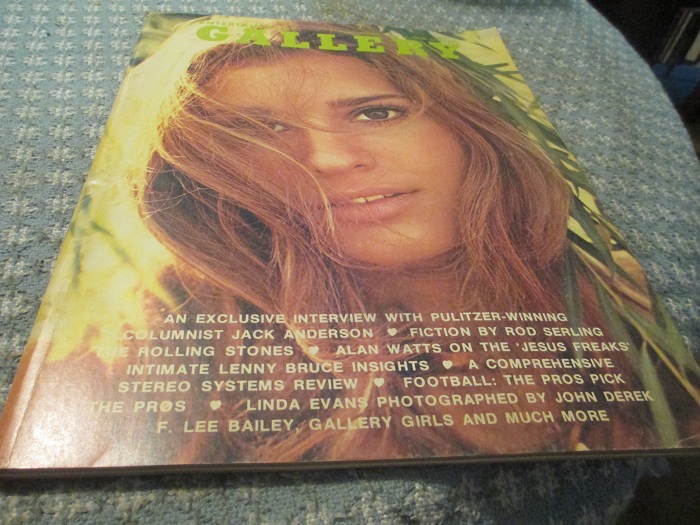 GALLERY
AN EXCLUSIVE INTERVIEW WITH PULITZER-WINNING
COLUMNIST JACK ANDERSON ♥ FICTION BY ROD SERLING
THE ROLLING STONES ♥ ALAN WATTS ON THE 'JESUS FREAKS'
INTIMATE LENNY BRUCE INSIGHTS ♥ A COMPREHENSIVE
STEREO SYSTEMS REVIEW ♥ FOOTBALL: THE PROS PICK
THE PROS ♥ LINDA EVANS PHOTOGRAPHED BY JOHN DEREK
F. LEE BAILEY, GALLERY GIRLS AND MUCH MORE